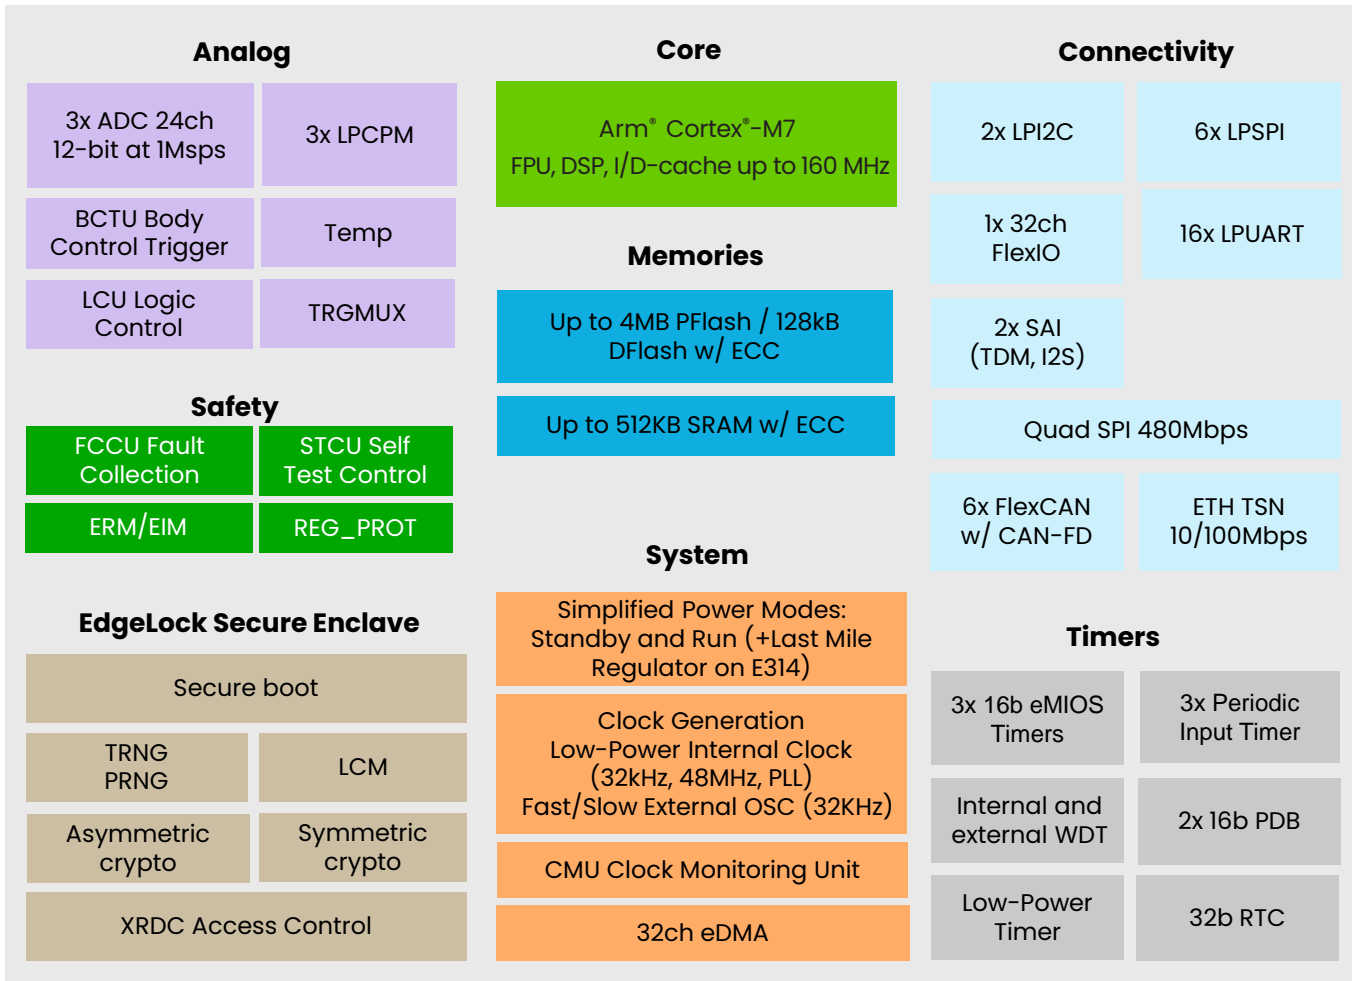 Analog
3x ADC 24ch
12-bit at 1Msps
3x LPCPM
BCTU Body
Control Trigger
Temp
LCU Logic
Control
TRGMUX
Safety
FCCU Fault
Collection
STCU Self
Test Control
ERM/EIM
REG_PROT
EdgeLock Secure Enclave
Secure boot
TRNG
PRNG
LCM
Asymmetric
crypto
Symmetric
crypto
XRDC Access Control
Core
Arm® Cortex®-M7
FPU, DSP, I/D-cache up to 160 MHz
Memories
Up to 4MB PFlash / 128kB
DFlash w/ ECC
Up to 512KB SRAM w/ ECC
System
Simplified Power Modes:
Standby and Run (+Last Mile
Regulator on E314)
Clock Generation
Low-Power Internal Clock
(32kHz, 48MHz, PLL)
Fast/Slow External OSC (32KHz)
CMU Clock Monitoring Unit
32ch eDMA
Connectivity
2x LPI2C
6x LPSPI
1x 32ch
FlexIO
16x LPUART
2x SAI
(TDM, I2S)
Quad SPI 480Mbps
6x FlexCAN
w/ CAN-FD
ETH TSN
10/100Mbps
Timers
3x 16b eMIOS
Timers
3x Periodic
Input Timer
Internal and
external WDT
2x 16b PDB
Low-Power
Timer
32b RTC